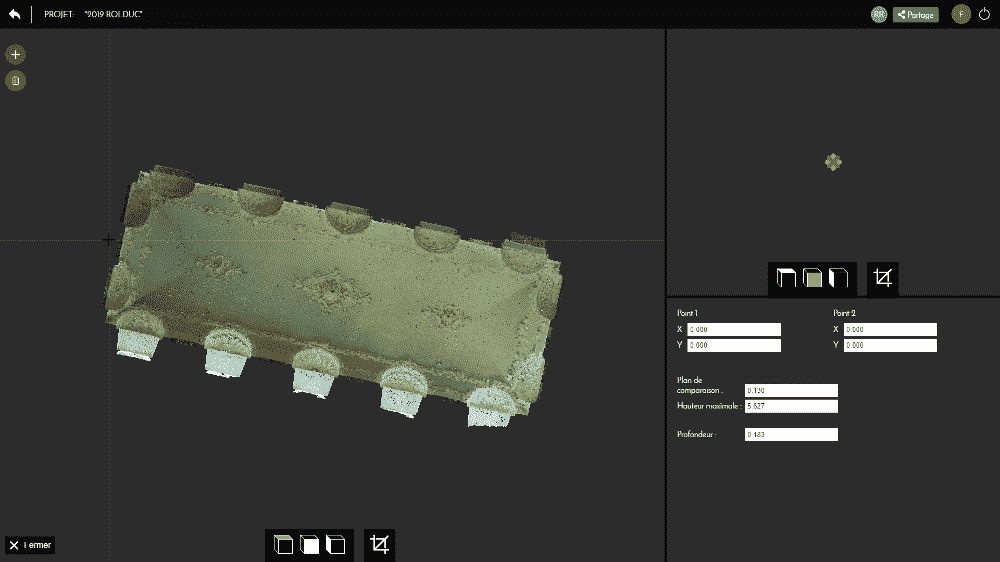 PROJET: "2019 ROLDUC"
RR
Partage
F
Point 1
Point 2
X 0.000
X 0.000
Y 0.000
Y 0.000
Plan de
comparaison : 0.130
Hauteur maximale : 5.627
Profondeur : 0.183
Fermer